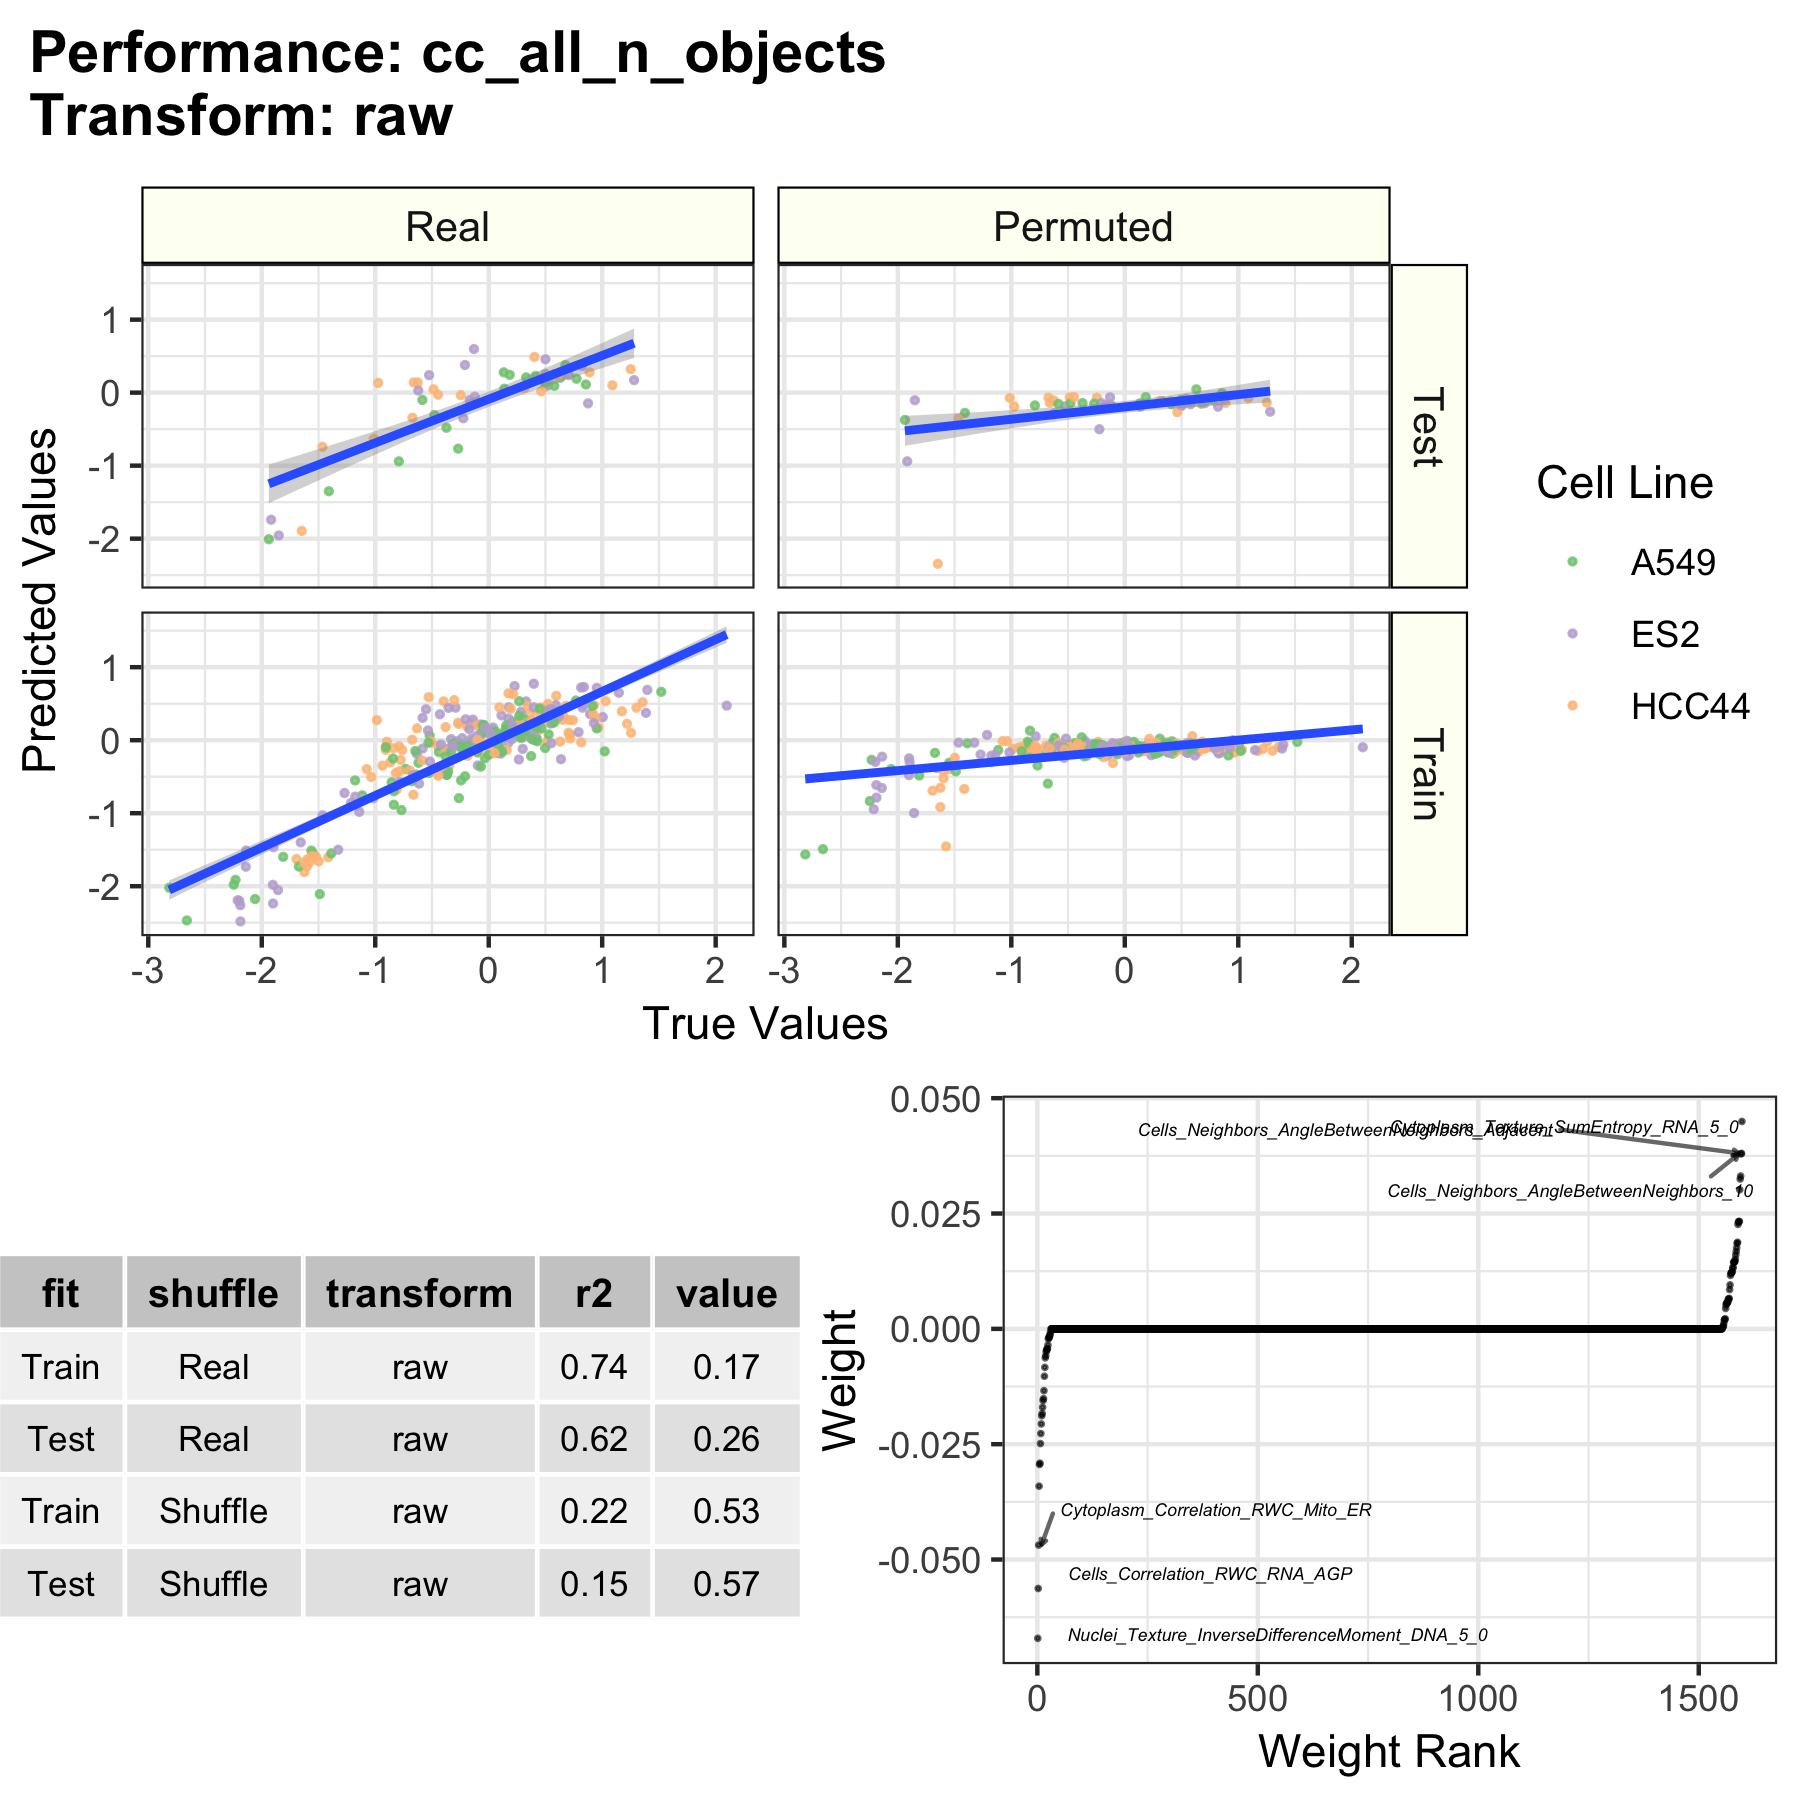 Performance: cc_all_n_objects
Transform: raw
Real
Permuted
Predicted Values
1
0
-1
-2
Test
1
0
-1
-2
Train
-3 -2 -1 0 1 2
-3 -2 -1 0 1 2
True Values
Cell Line
A549
ES2
HCC44
fit shuffle transform r2 value
Train Real raw 0.74 0.17
Test Real raw 0.62 0.26
Train Shuffle raw 0.22 0.53
Test Shuffle raw 0.15 0.57
Weight
0.050
0.025
0.000
-0.025
-0.050
Cells_Neighbors_AngleBetweenNeighbors_Adjacent
Cytoplasm_Texture_SumEntropy_RNA_5_0
Cells_Neighbors_AngleBetweenNeighbors_10
Cytoplasm_Correlation_RWC_Mito_ER
Cells_Correlation_RWC_RNA_AGP
Nuclei_Texture_InverseDifferenceMoment_DNA_5_0
0 500 1000 1500
Weight Rank